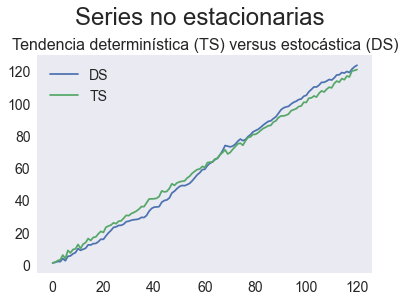 Series no estacionarias
Tendencia determinística (TS) versus estocástica (DS)
DS
TS
120
100
80
60
40
20
0
0 20 40 60 80 100 120